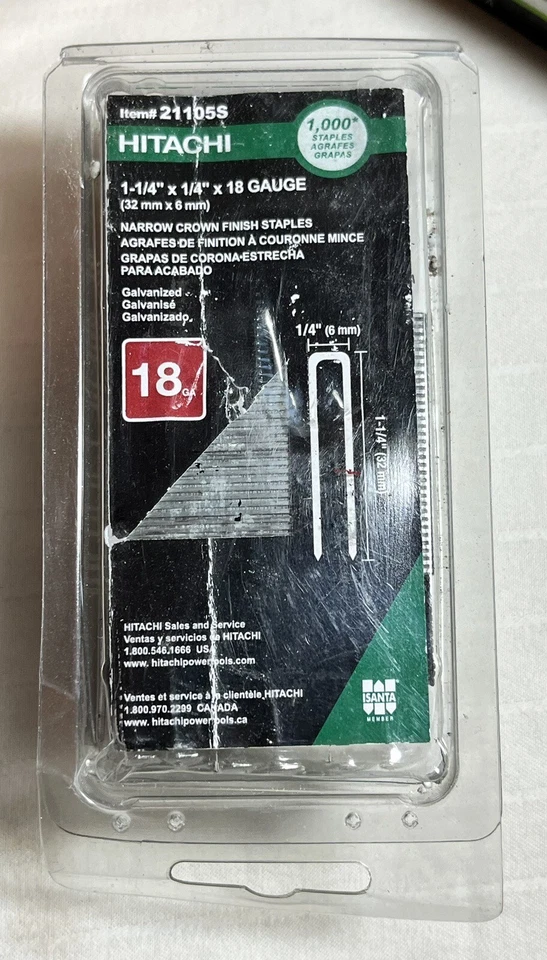 Item# 21105S
HITACHI
1,000*
STAPLES
AGRAFES
GRAPAS
1-1/4" x 1/4" x 18 GAUGE
(32 mm x 6 mm)
NARROW CROWN FINISH STAPLES
AGRAFES DE FINITION À COURONNE MINCE
GRAPAS DE CORONA ESTRECHA
PARA ACABADO
Galvanized
Galvanisé
Galvanizado
18 GA
1/4" (6 mm)
1-1/4" (32 mm)
HITACHI Sales and Service
Ventas y servicios de HITACHI
1.800.546.1666 USA
www.hitachipowertools.com
Ventes et service à la clientèle HITACHI
1.800.970.2299 CANADA
www.hitachipowertools.ca
ISANTA
MEMBER